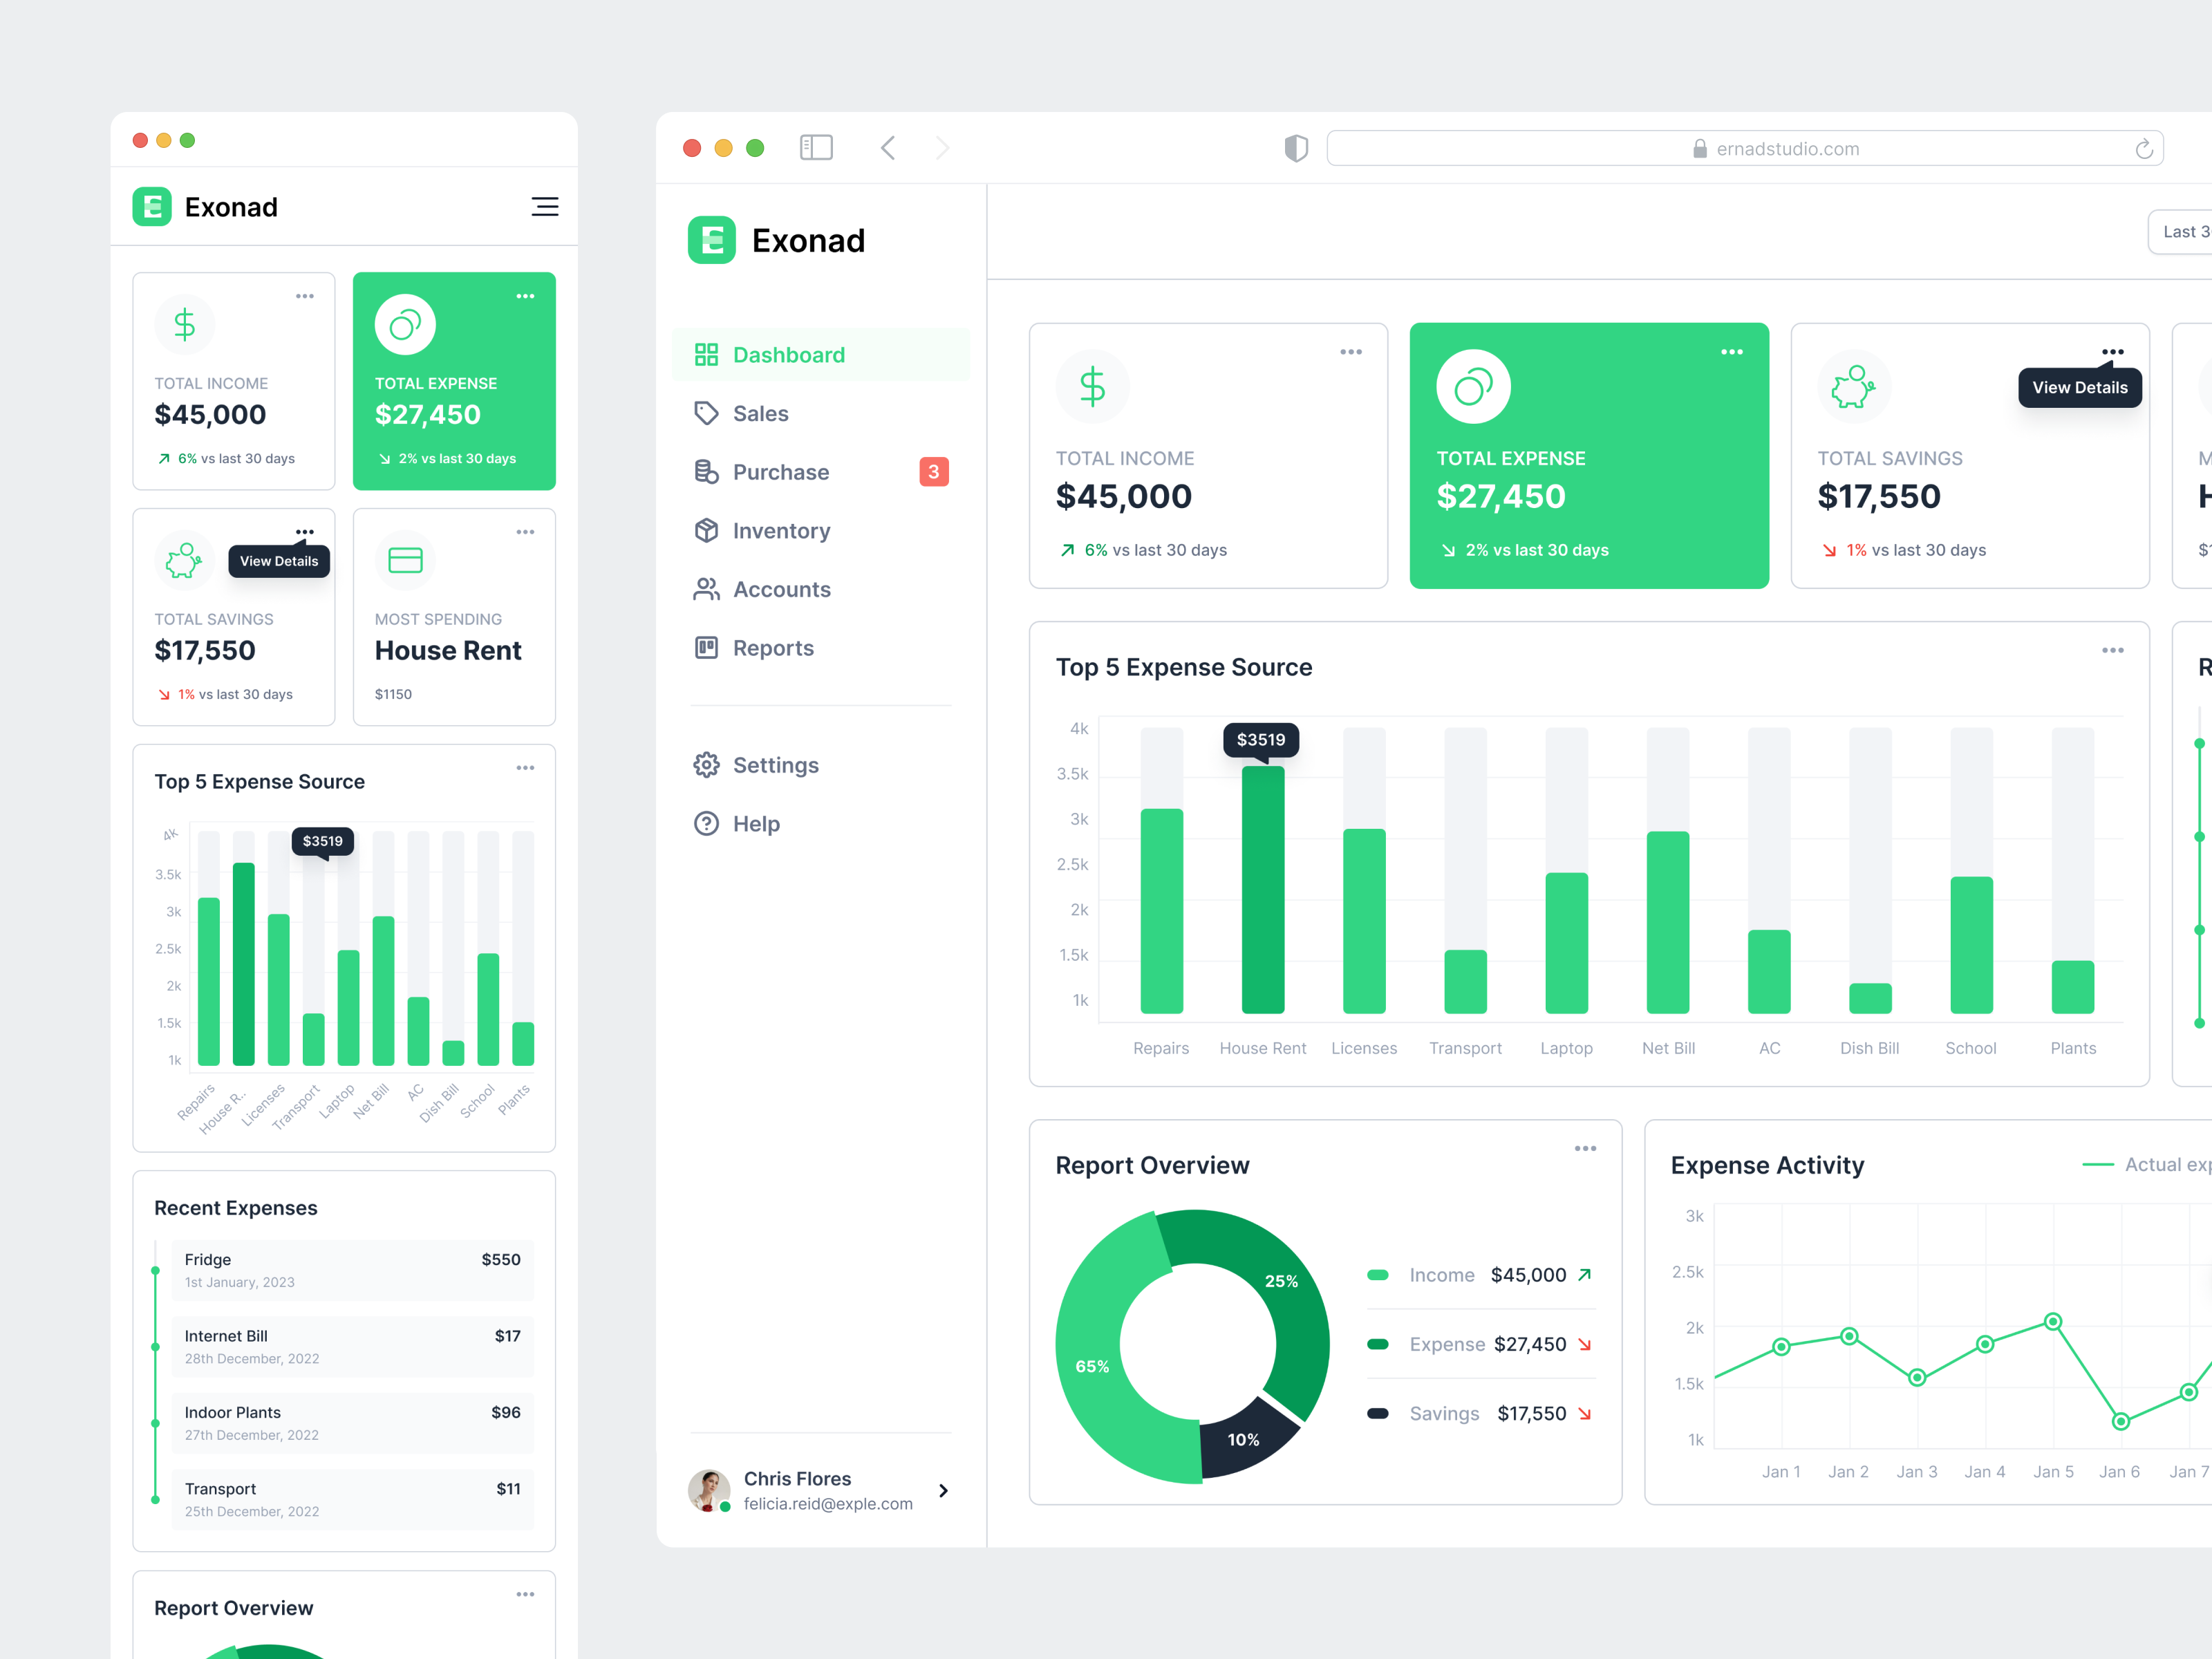 Exonad
TOTAL INCOME
$45,000
6% vs last 30 days
TOTAL EXPENSE
$27,450
2% vs last 30 days
View Details
TOTAL SAVINGS
$17,550
1% vs last 30 days
MOST SPENDING
House Rent
$1150
Top 5 Expense Source
$3519
4k
3.5k
3k
2.5k
2k
1.5k
1k
Repairs
House R..
Licenses
Transport
Laptop
Net Bill
AC
Dish Bill
School
Plants
Recent Expenses
Fridge $550
1st January, 2023
Internet Bill $17
28th December, 2022
Indoor Plants $96
27th December, 2022
Transport $11
25th December, 2022
Report Overview
ernadstudio.com
Exonad
Dashboard
Sales
Purchase 3
Inventory
Accounts
Reports
Settings
Help
Chris Flores
felicia.reid@exple.com
Last 3
TOTAL INCOME
$45,000
6% vs last 30 days
TOTAL EXPENSE
$27,450
2% vs last 30 days
View Details
TOTAL SAVINGS
$17,550
1% vs last 30 days
Top 5 Expense Source
$3519
4k
3.5k
3k
2.5k
2k
1.5k
1k
Repairs House Rent Licenses Transport Laptop Net Bill AC Dish Bill School Plants
Report Overview
25%
65%
10%
Income $45,000
Expense $27,450
Savings $17,550
Expense Activity
Actual exp
3k
2.5k
2k
1.5k
1k
Jan 1 Jan 2 Jan 3 Jan 4 Jan 5 Jan 6 Jan 7